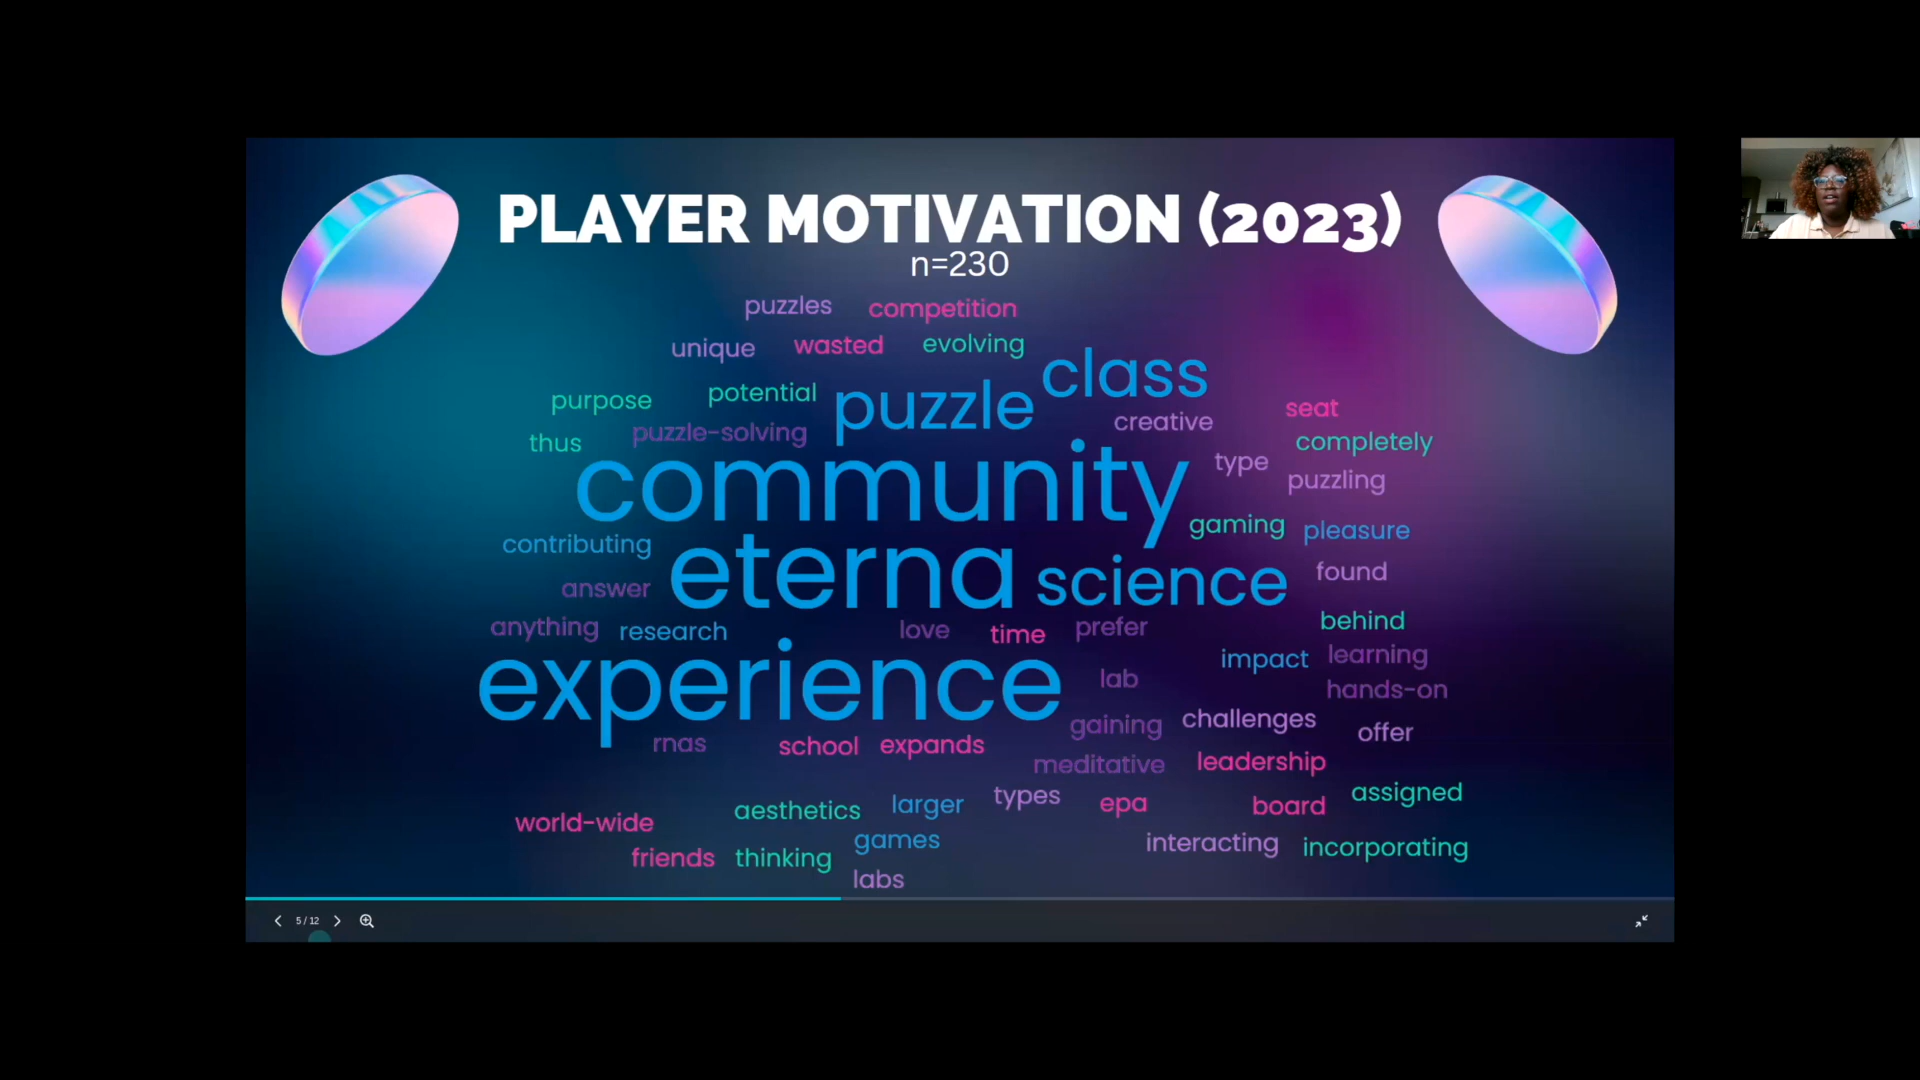 PLAYER MOTIVATION (2023)
n=230
puzzles competition
unique wasted evolving
class
purpose potential puzzle creative seat
thus puzzle-solving completely
community type puzzling
gaming pleasure
contributing
eterna science found
answer
anything research love time prefer behind
experience impact learning
lab hands-on
gaining challenges offer
rnas school expands
meditative leadership
types epa board assigned
world-wide aesthetics larger
friends thinking games interacting incorporating
labs
5 / 12